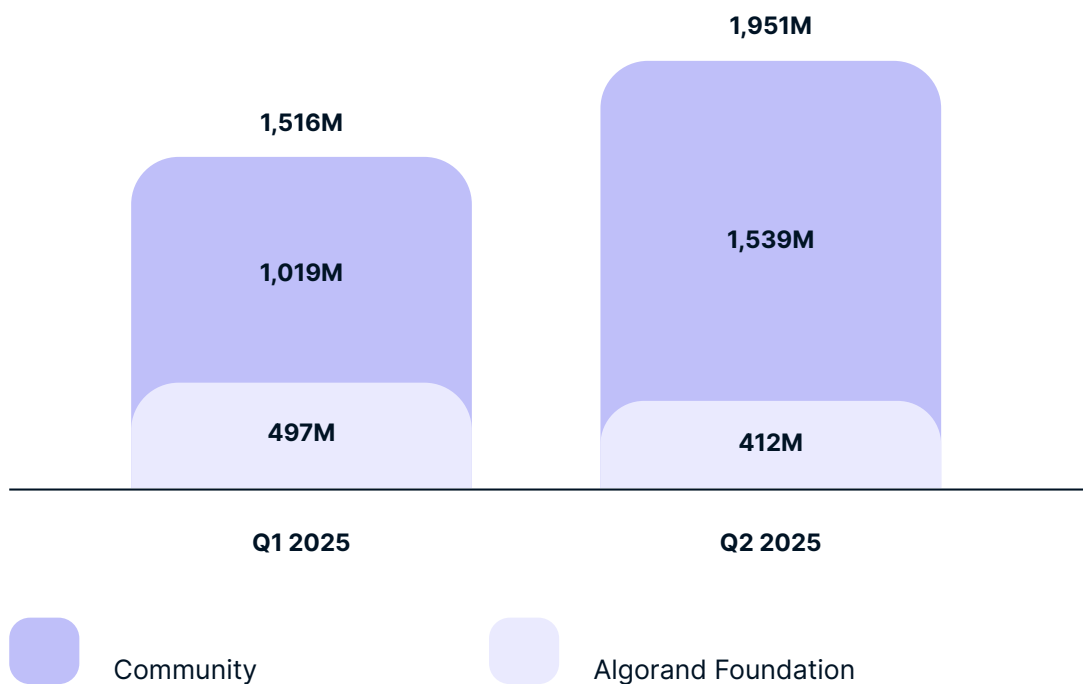 1,951M
1,516M
1,539M
1,019M
497M
412M
Q1 2025
Q2 2025
Community
Algorand Foundation